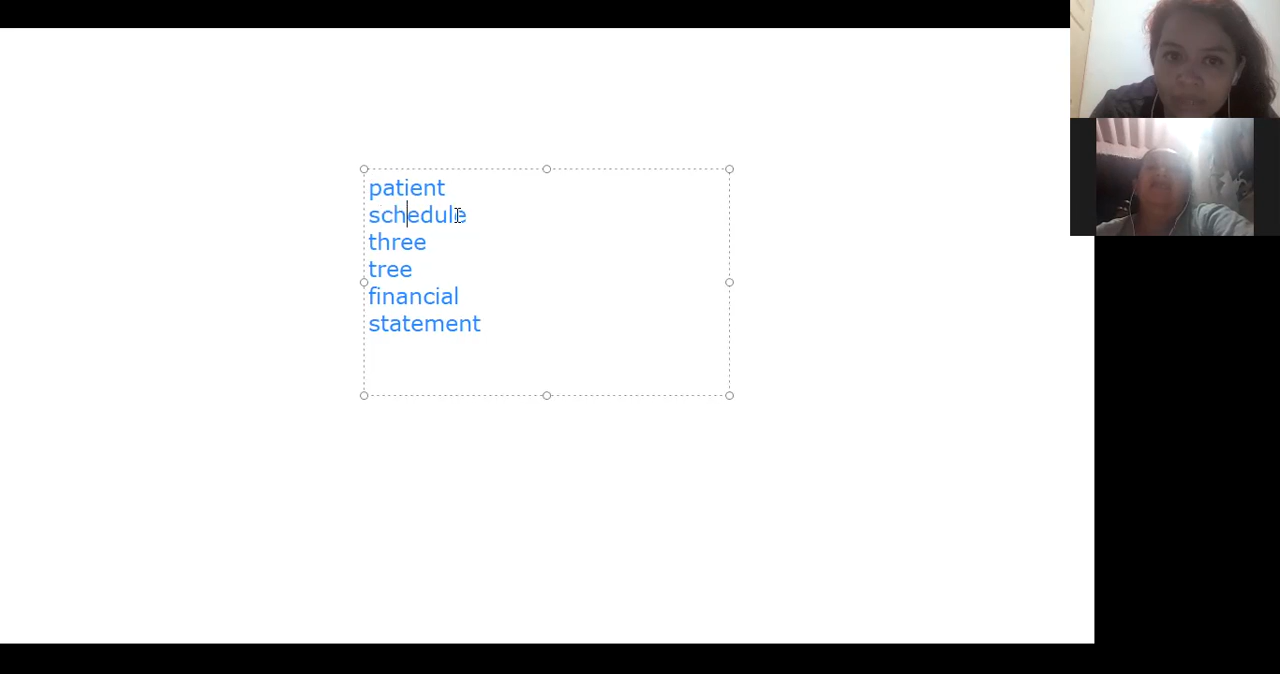 patient
schedule
three
tree
financial
statement